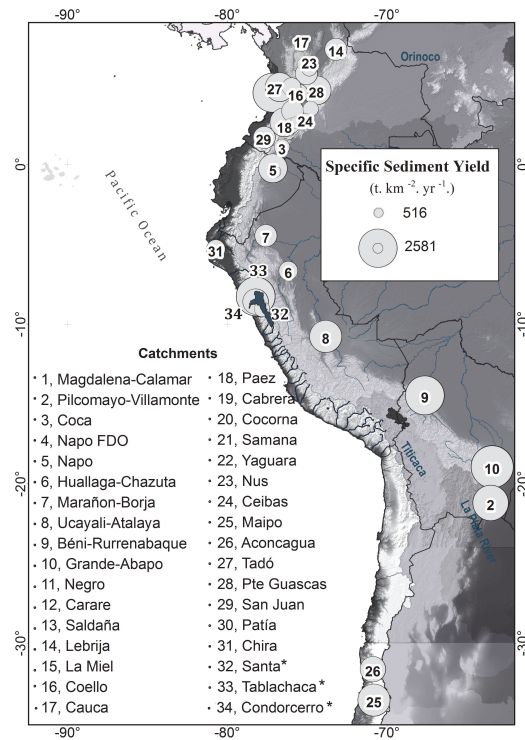 -80°
-70°
17
14
Orinoco
23
27
16
28
18
24
29
3
5
0°
0°
Specific Sediment Yield
(t. km -2. yr -1.)
516
2581
Pacific Ocean
7
31
33
6
34
32
-10°
-10°
8
9
Titicaca
10
2
La Plata River
-20°
-20°
-30°
-30°
26
25
Catchments
· 1, Magdalena-Calamar
· 2, Pilcomayo-Villamonte
· 3, Coca
· 4, Napo FDO
· 5, Napo
· 6, Huallaga-Chazuta
· 7, Marañon-Borja
· 8, Ucayali-Atalaya
· 9, Béni-Rurrenabaque
· 10, Grande-Abapo
· 11, Negro
· 12, Carare
· 13, Saldaña
· 14, Lebrija
· 15, La Miel
· 16, Coello
· 17, Cauca
· 18, Paez
· 19, Cabrera
· 20, Cocorna
· 21, Samana
· 22, Yaguara
· 23, Nus
· 24, Ceibas
· 25, Maipo
· 26, Aconcagua
· 27, Tadó
· 28, Pte Guascas
· 29, San Juan
· 30, Patía
· 31, Chira
· 32, Santa*
· 33, Tablachaca*
· 34, Condorcerro*
-90°
-80°
-70°